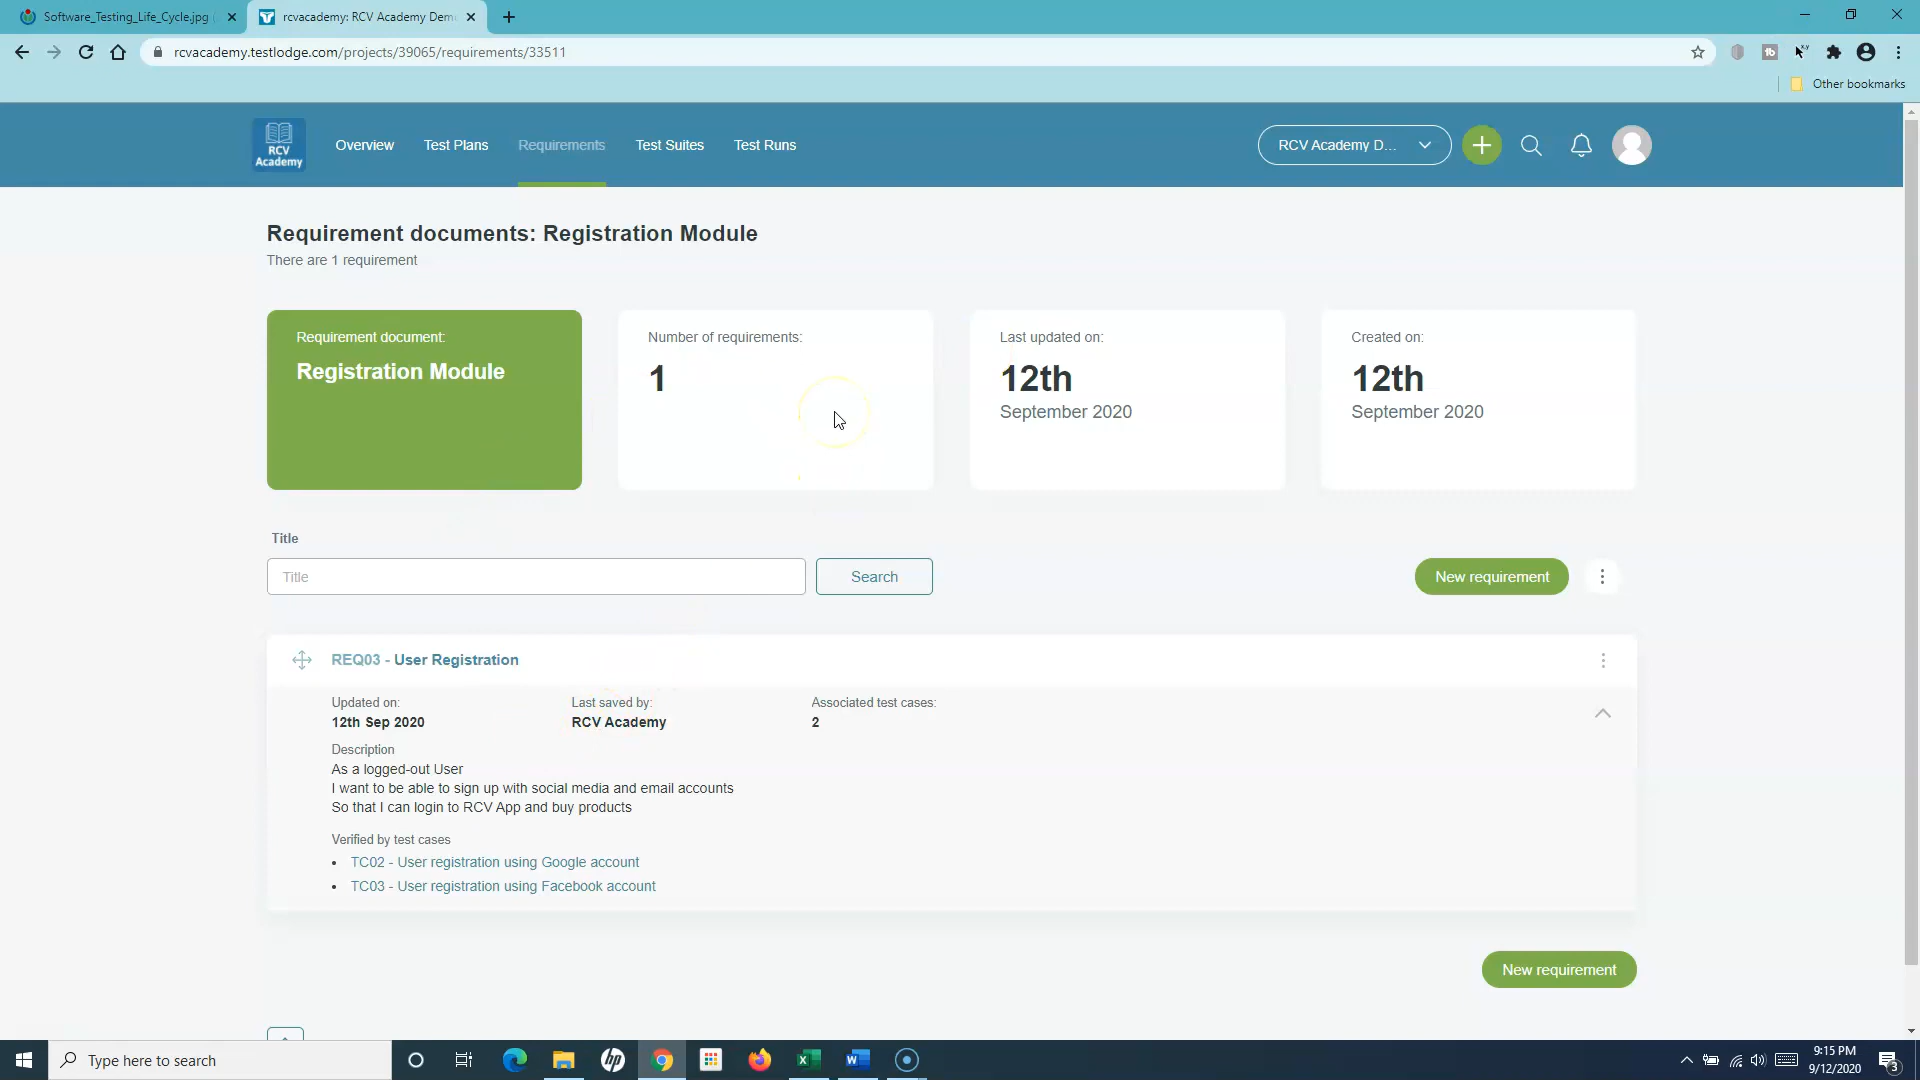 Software_Testing_Life_Cycle.jpg
rcvacademy: RCV Academy Dem
rcvacademy.testlodge.com/projects/39065/requirements/33511
Other bookmarks
RCV
Academy
Overview
Test Plans
Requirements
Test Suites
Test Runs
RCV Academy D...
Requirement documents: Registration Module
There are 1 requirement
Requirement document:
Registration Module
Number of requirements:
1
Last updated on:
12th
September 2020
Created on:
12th
September 2020
Title
Title
Search
New requirement
REQ03 - User Registration
Updated on:
12th Sep 2020
Last saved by:
RCV Academy
Associated test cases:
2
Description
As a logged-out User
I want to be able to sign up with social media and email accounts
So that I can login to RCV App and buy products
Verified by test cases
• TC02 - User registration using Google account
• TC03 - User registration using Facebook account
New requirement
Type here to search
9:15 PM
9/12/2020
3